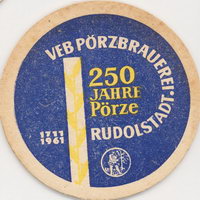 VEB PÖRZBRAUEREI · RUDOLSTADT ·
250
JAHRE
Pörze
1711
1961